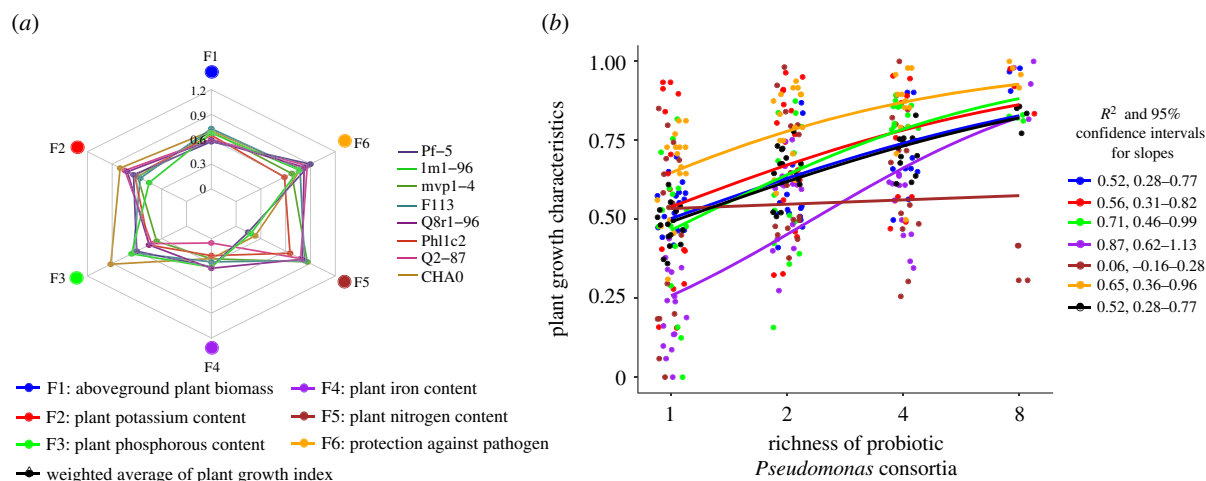 (a)
F1
1,2
0,9
0,6
0,3
0
F2
F6
F3
F5
F4
Pf-5
1m1-96
mvp1-4
F113
Q8r1-96
Phl1c2
Q2-87
CHA0
F1: aboveground plant biomass
F4: plant iron content
F2: plant potassium content
F5: plant nitrogen content
F3: plant phosphorous content
F6: protection against pathogen
weighted average of plant growth index
(b)
plant growth characteristics
1.00
0.75
0.50
0.25
0
1 2 4 8
richness of probiotic
Pseudomonas consortia
R² and 95%
confidence intervals
for slopes
0.52, 0.28–0.77
0.56, 0.31–0.82
0.71, 0.46–0.99
0.87, 0.62–1.13
0.06, –0.16–0.28
0.65, 0.36–0.96
0.52, 0.28–0.77